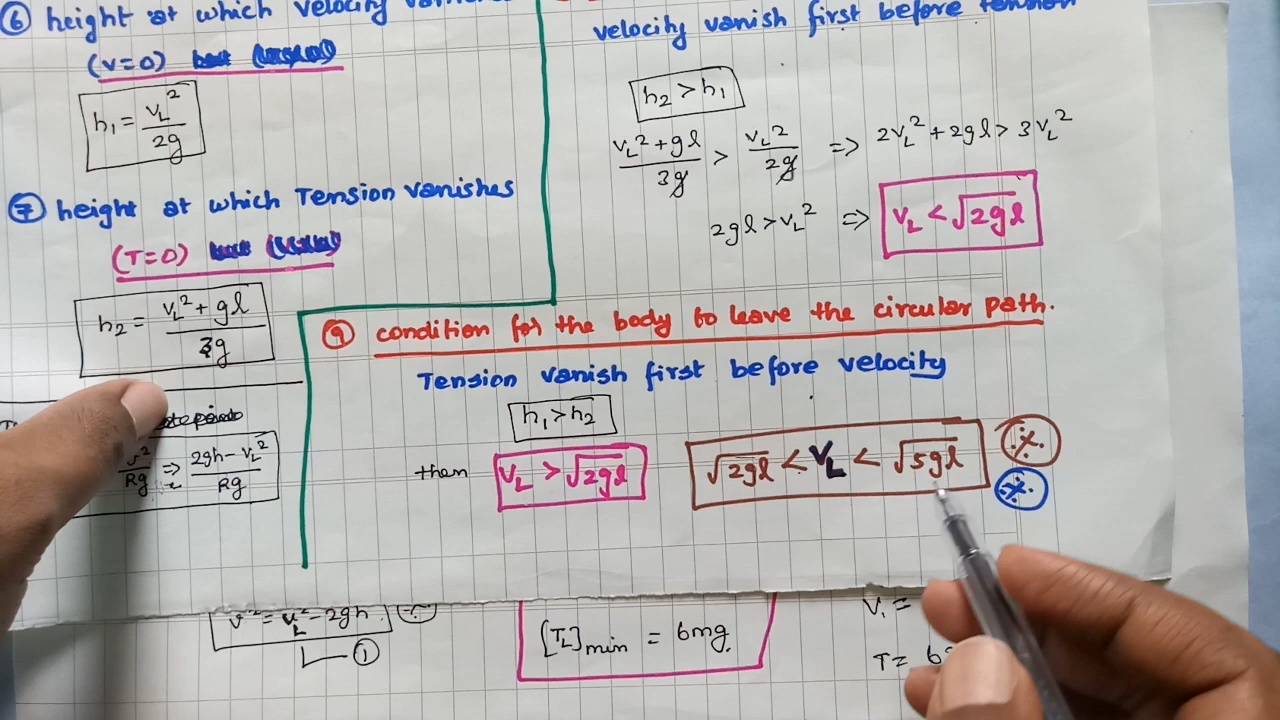 ⑥ height at which velocity
(v=0)
h₁ = V_L²/2g
⑦ height at which Tension vanishes
(T=0)
h₂ = (V_L² + gl)/3g
v²/Rg ⇒ (2gh - V_L²)/Rg
velocity vanish first before tension
h₂ > h₁
(V_L² + gl)/3g > V_L²/2g => 2V_L² + 2gl > 3V_L²
2gl > V_L² => V_L < √2gl
⑨ condition for the body to leave the circular path.
Tension vanish first before velocity
h₁ > h₂
then V_L > √2gl √2gl < V_L < √5gl
v² = V_L² - 2gh
①
[T_L]min = 6mg
V₁ =
T = 6